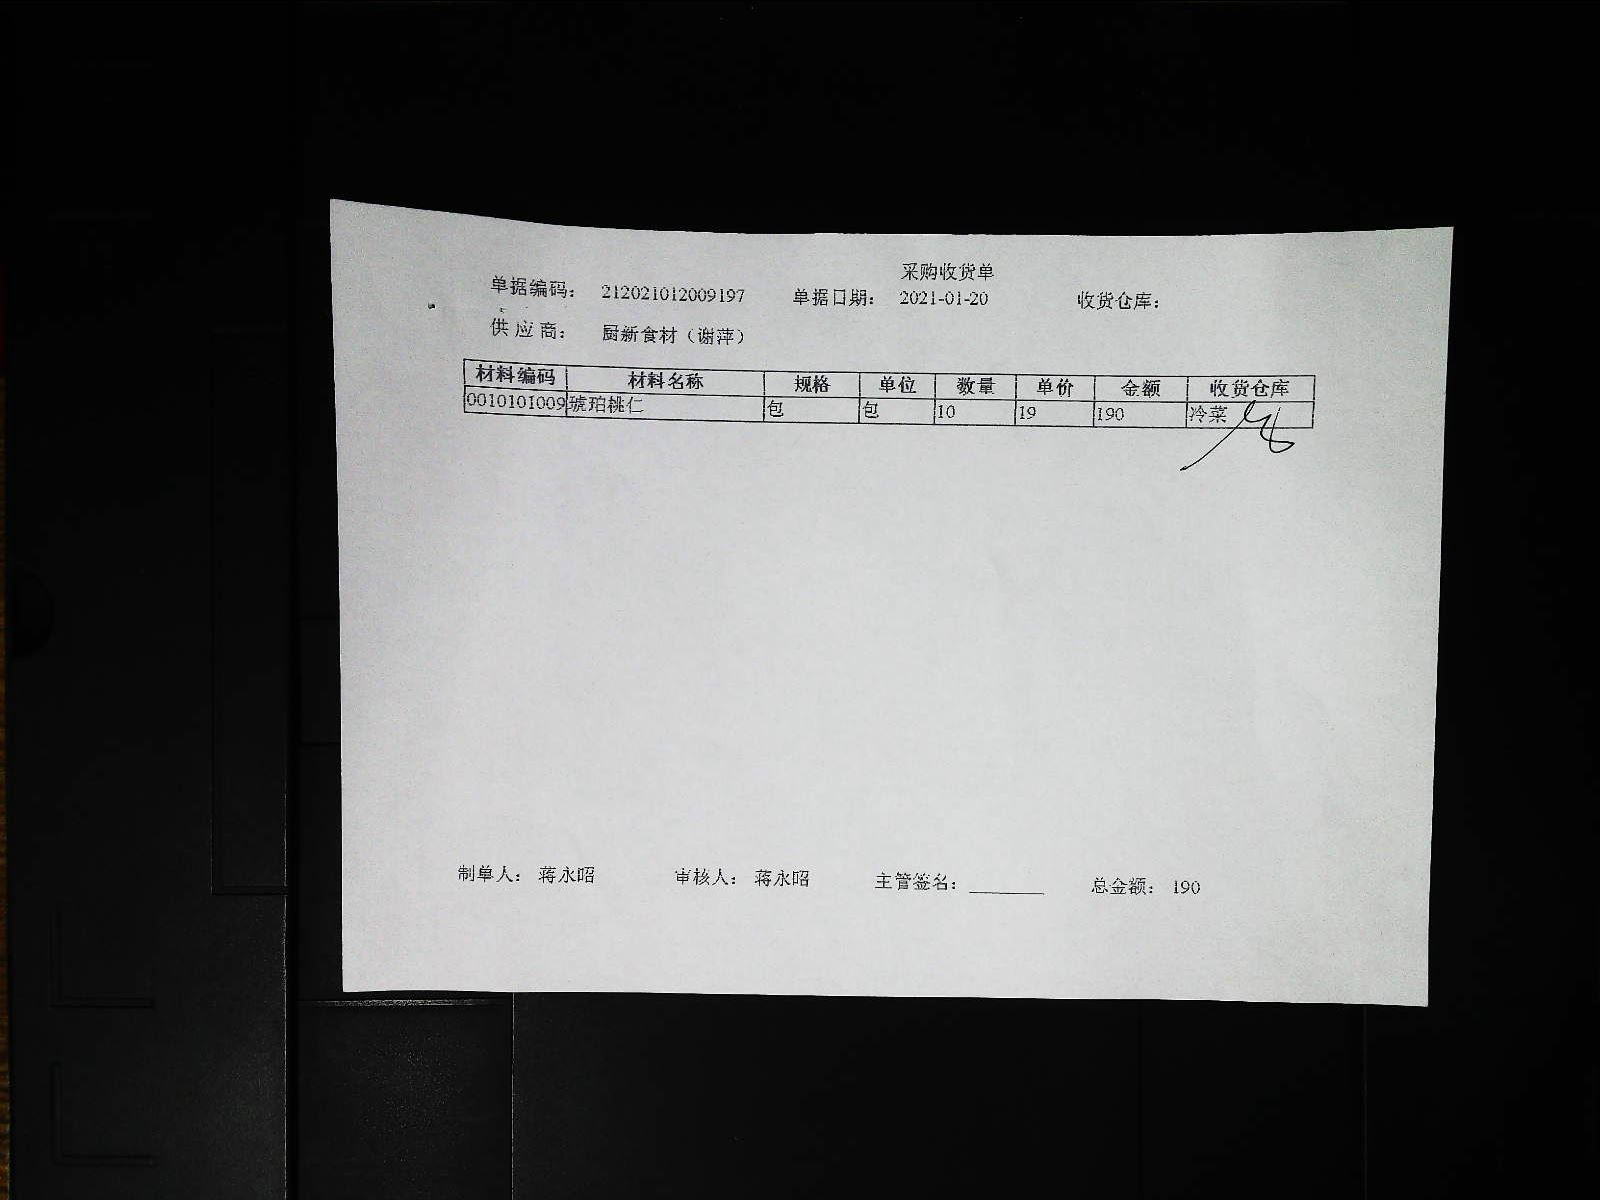 采购收货单
单据编码： 212021012009197 单据日期： 2021-01-20 收货仓库：
供 应 商： 厨新食材（谢萍）
材料编码 材料名称 规格 单位 数量 单价 金额 收货仓库
0010101009 琥珀桃仁 包 包 10 19 190 冷菜
制单人： 蒋永昭 审核人： 蒋永昭 主管签名： 总金额： 190